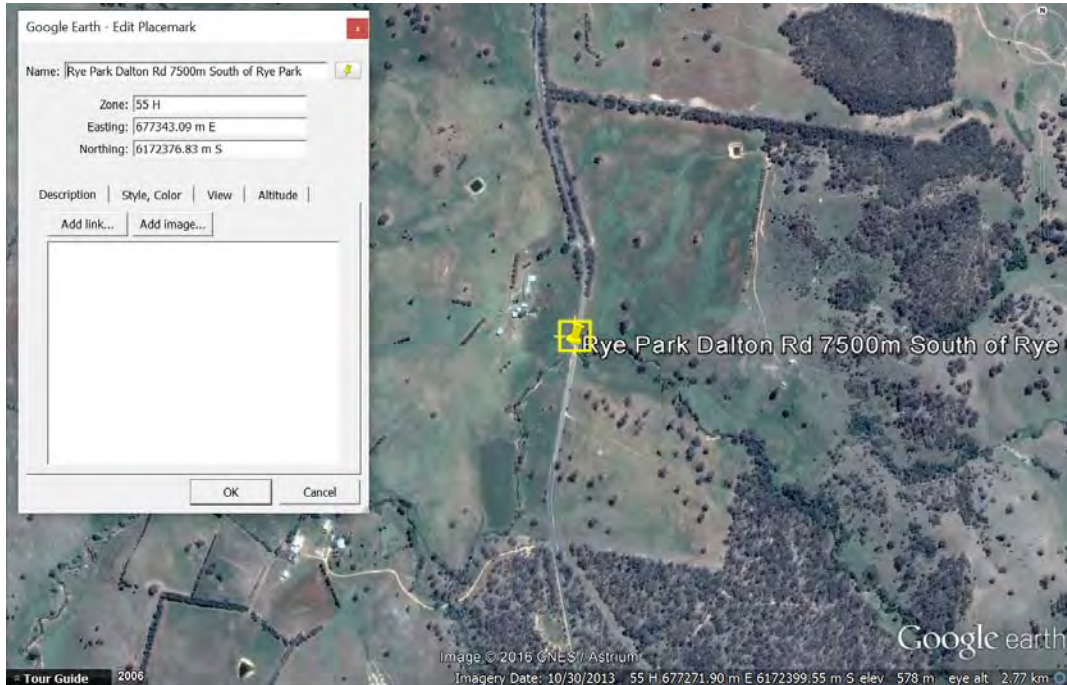 Google Earth - Edit Placemark
x
N
Name: Rye Park Dalton Rd 7500m South of Rye Park
Zone: 55 H
Easting: 677343.09 m E
Northing: 6172376.83 m S
Description Style, Color View Altitude
Add link... Add image...
Rye Park Dalton Rd 7500m South of Rye
OK Cancel
Google earth
Image © 2016 CNES / Astrium
Tour Guide 2006 Imagery Date: 10/30/2013 55 H 677271.90 m E 6172399.55 m S elev 578 m eye alt 2.77 km